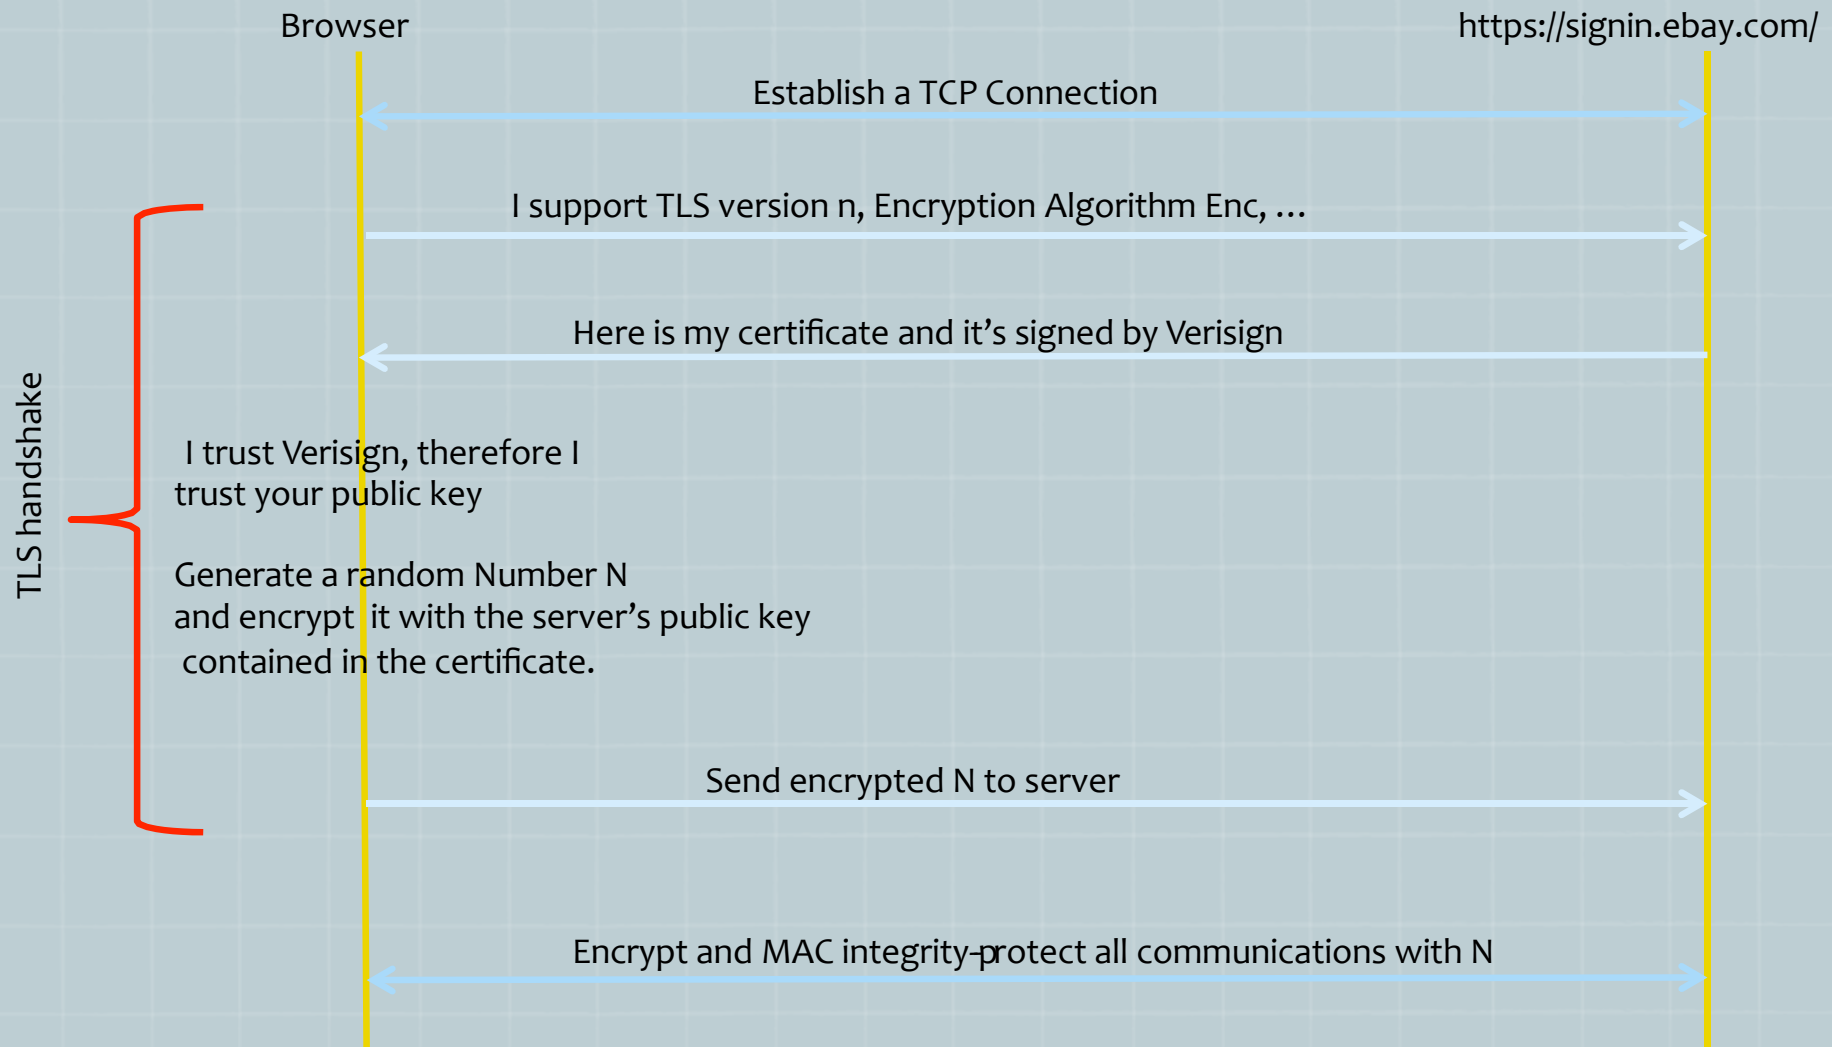 Browser
https://signin.ebay.com/
Establish a TCP Connection
I support TLS version n, Encryption Algorithm Enc, …
Here is my certificate and it’s signed by Verisign
TLS handshake
I trust Verisign, therefore I
trust your public key
Generate a random Number N
and encrypt it with the server’s public key
contained in the certificate.
Send encrypted N to server
Encrypt and MAC integrity-protect all communications with N